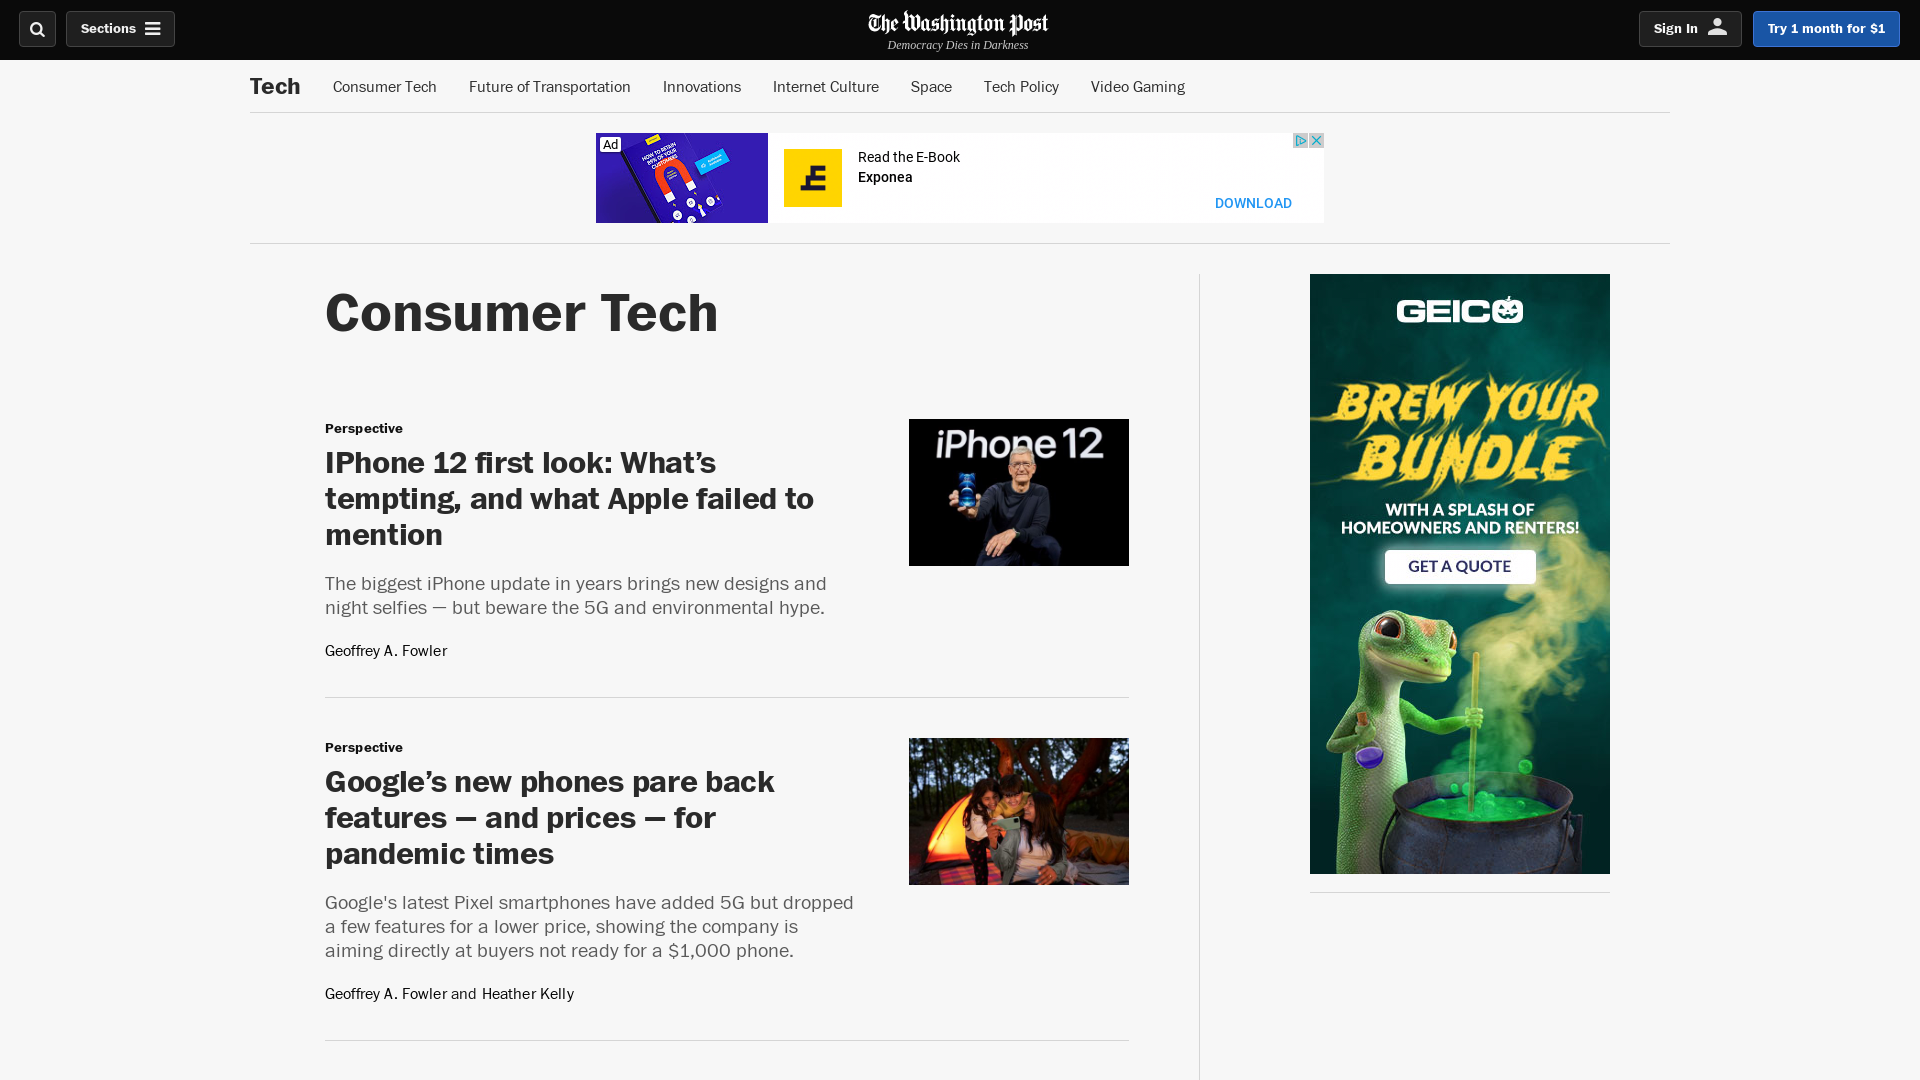 Sections
The Washington Post
Democracy Dies in Darkness
Sign In
Try 1 month for $1
Tech
Consumer Tech
Future of Transportation
Innovations
Internet Culture
Space
Tech Policy
Video Gaming
Ad
HOW TO RETAIN
OF YOUR
CUSTOMERS
Read the E-Book
Exponea
DOWNLOAD
Consumer Tech
Perspective
IPhone 12 first look: What’s
tempting, and what Apple failed to
mention
The biggest iPhone update in years brings new designs and
night selfies — but beware the 5G and environmental hype.
Geoffrey A. Fowler
iPhone 12
Perspective
Google’s new phones pare back
features — and prices — for
pandemic times
Google's latest Pixel smartphones have added 5G but dropped
a few features for a lower price, showing the company is
aiming directly at buyers not ready for a $1,000 phone.
Geoffrey A. Fowler and Heather Kelly
GEICO
BREW YOUR
BUNDLE
WITH A SPLASH OF
HOMEOWNERS AND RENTERS!
GET A QUOTE